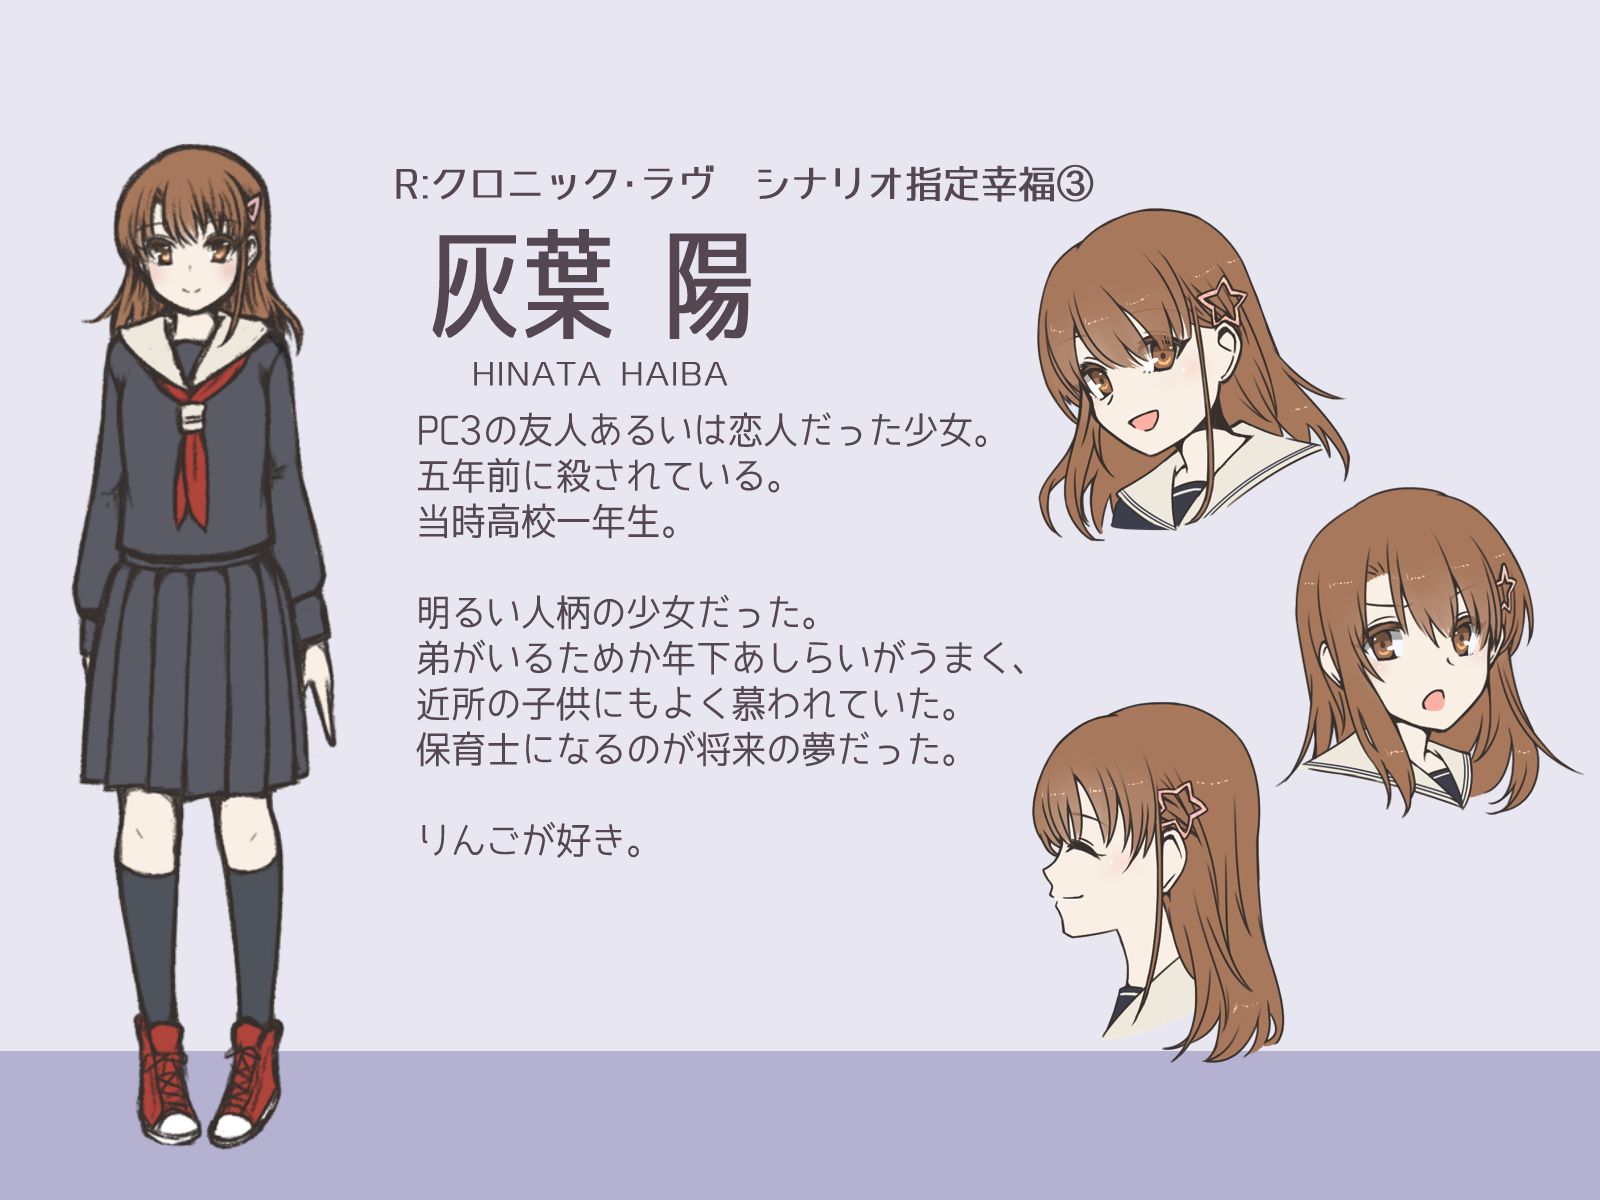 R:クロニック・ラヴ　シナリオ指定幸福③
灰葉 陽
HINATA HAIBA
PC3の友人あるいは恋人だった少女。
五年前に殺されている。
当時高校一年生。
明るい人柄の少女だった。
弟がいるためか年下あしらいがうまく、
近所の子供にもよく慕われていた。
保育士になるのが将来の夢だった。
りんごが好き。